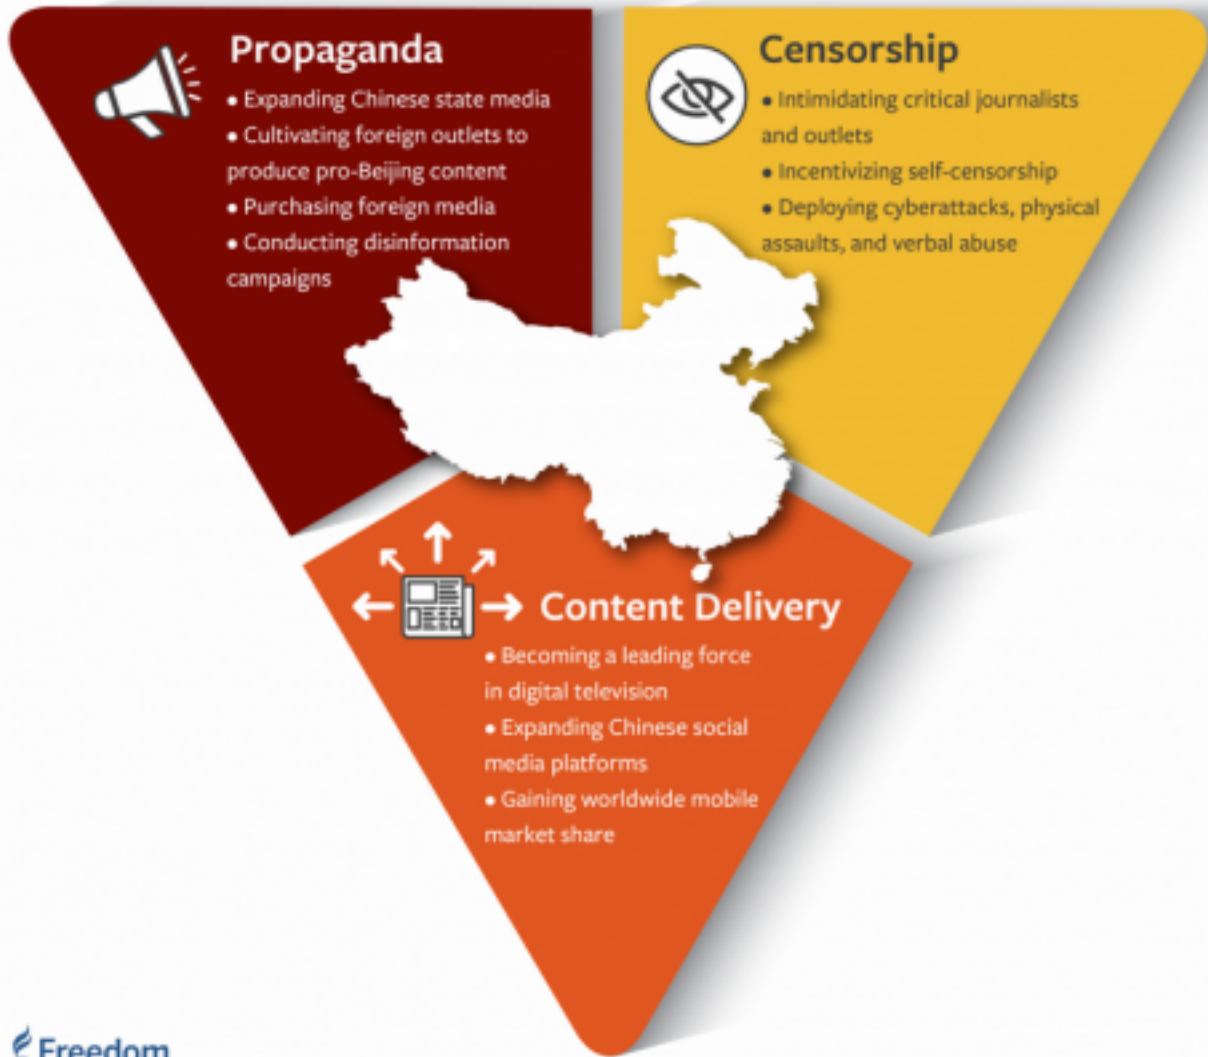 Propaganda
• Expanding Chinese state media
• Cultivating foreign outlets to
produce pro-Beijing content
• Purchasing foreign media
• Conducting disinformation
campaigns
Censorship
• Intimidating critical journalists
and outlets
• Incentivizing self-censorship
• Deploying cyberattacks, physical
assaults, and verbal abuse
Content Delivery
• Becoming a leading force
in digital television
• Expanding Chinese social
media platforms
• Gaining worldwide mobile
market share
Freedom